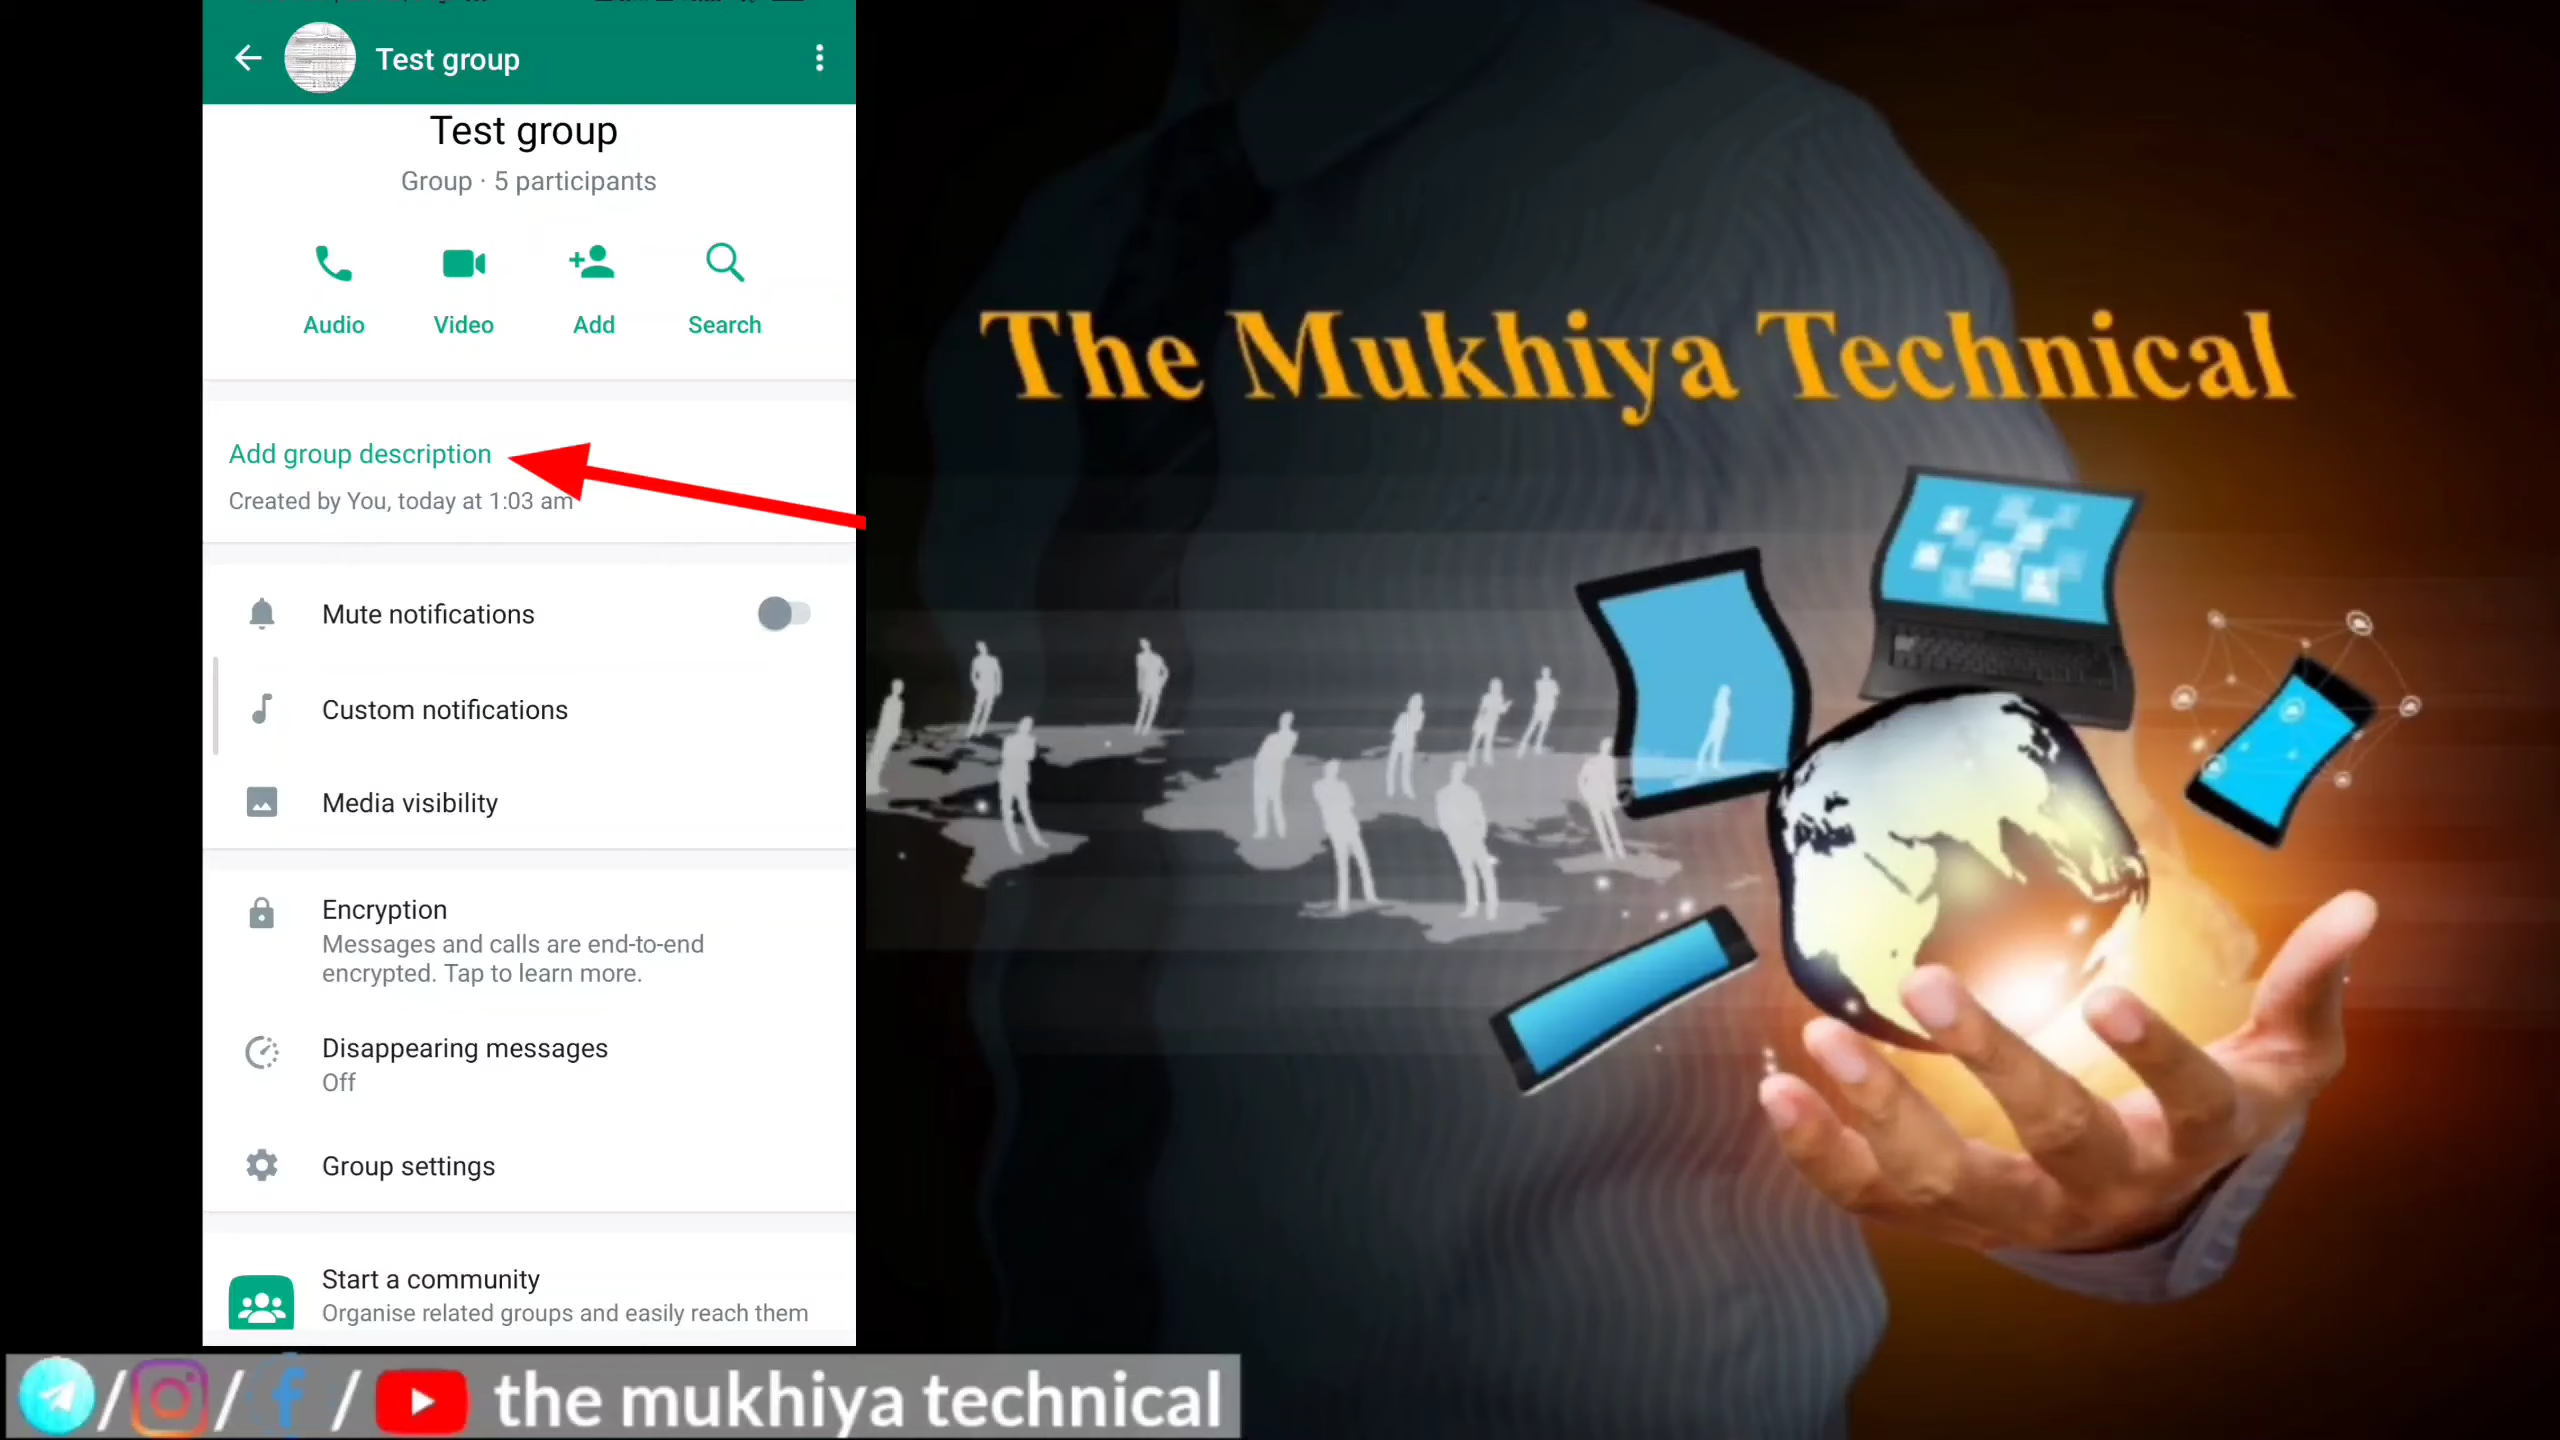 Test group
Test group
Group · 5 participants
Audio
Video
Add
Search
Add group description
Created by You, today at 1:03 am
Mute notifications
Custom notifications
Media visibility
Encryption
Messages and calls are end-to-end
encrypted. Tap to learn more.
Disappearing messages
Off
Group settings
Start a community
Organise related groups and easily reach them
The Mukhiya Technical
/ / / the mukhiya technical